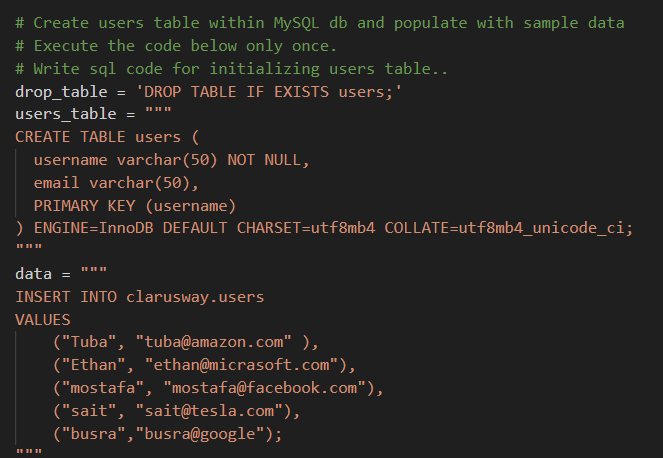 # Create users table within MySQL db and populate with sample data
# Execute the code below only once.
# Write sql code for initializing users table..
drop_table = 'DROP TABLE IF EXISTS users;'
users_table = """
CREATE TABLE users (
  username varchar(50) NOT NULL,
  email varchar(50),
  PRIMARY KEY (username)
) ENGINE=InnoDB DEFAULT CHARSET=utf8mb4 COLLATE=utf8mb4_unicode_ci;
"""
data = """
INSERT INTO clarusway.users
VALUES
    ("Tuba", "tuba@amazon.com" ),
    ("Ethan", "ethan@micrasoft.com"),
    ("mostafa", "mostafa@facebook.com"),
    ("sait", "sait@tesla.com"),
    ("busra","busra@google");
"""